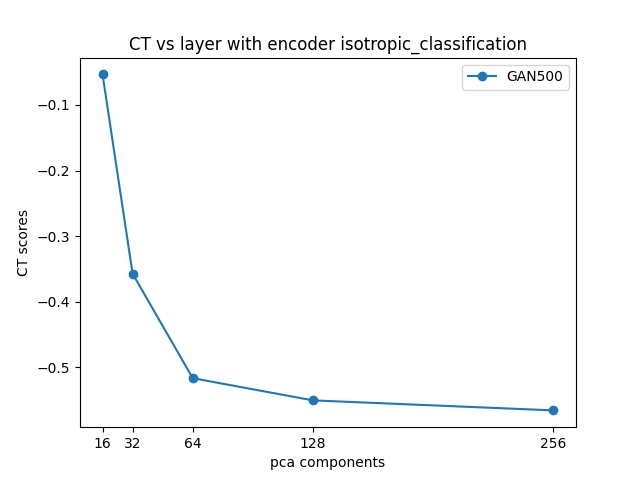 CT vs layer with encoder isotropic_classification
GAN500
−0.1
−0.2
−0.3
−0.4
−0.5
CT scores
16 32 64 128 256
pca components